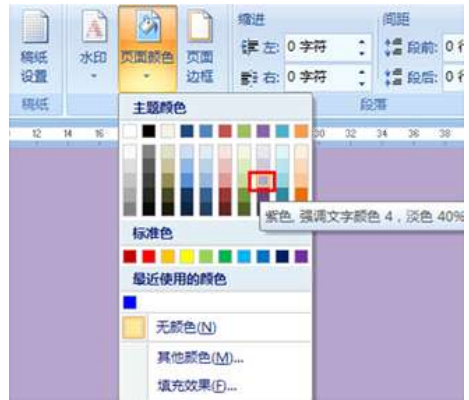 缩进
间距
稿纸
设置
水印
页面颜色
页面
边框
左: 0 字符
段前: 0 行
右: 0 字符
段后: 0 行
稿纸
段落
主题颜色
12 14 16 30 32 34 36 38
紫色, 强调文字颜色 4, 淡色 40%
标准色
最近使用的颜色
无颜色(N)
其他颜色(M)...
填充效果(F)...